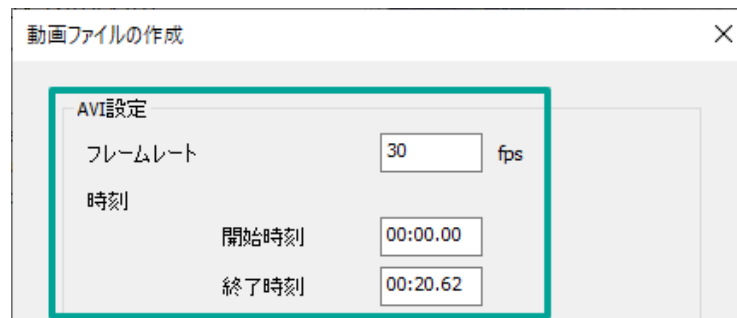 動画ファイルの作成
AVI設定
フレームレート 30 fps
時刻
開始時刻 00:00.00
終了時刻 00:20.62